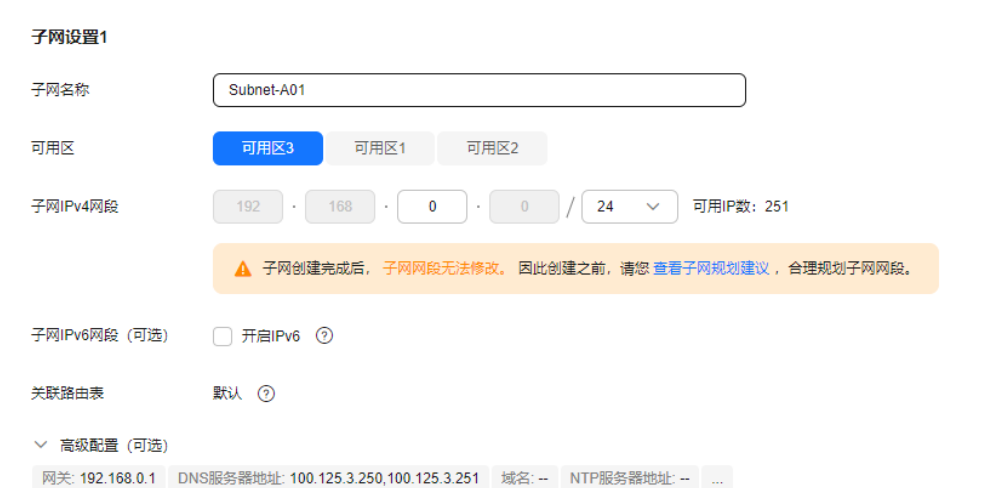 子网设置1
子网名称 Subnet-A01
可用区 可用区3 可用区1 可用区2
子网IPv4网段 192 · 168 · 0 · 0 / 24 可用IP数：251
子网创建完成后，子网网段无法修改。因此创建之前，请您 查看子网规划建议 ，合理规划子网网段。
子网IPv6网段（可选） 开启IPv6 ?
关联路由表 默认 ?
高级配置（可选）
网关: 192.168.0.1 DNS服务器地址: 100.125.3.250,100.125.3.251 域名: -- NTP服务器地址: -- ...